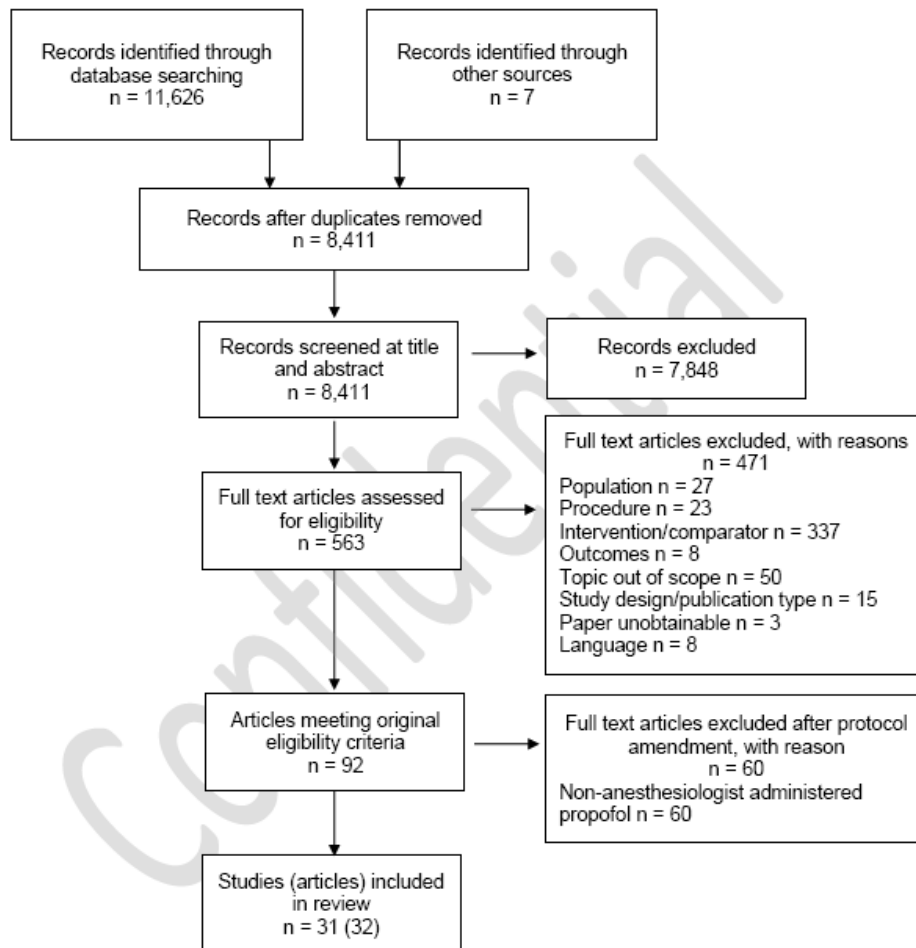 Records identified through
database searching
n = 11,626
Records identified through
other sources
n = 7
Records after duplicates removed
n = 8,411
Records screened at title
and abstract
n = 8,411
Records excluded
n = 7,848
Full text articles assessed
for eligibility
n = 563
Full text articles excluded, with reasons
n = 471
Population n = 27
Procedure n = 23
Intervention/comparator n = 337
Outcomes n = 8
Topic out of scope n = 50
Study design/publication type n = 15
Paper unobtainable n = 3
Language n = 8
Articles meeting original
eligibility criteria
n = 92
Full text articles excluded after protocol
amendment, with reason
n = 60
Non-anesthesiologist administered
propofol n = 60
Studies (articles) included
in review
n = 31 (32)
Confidential